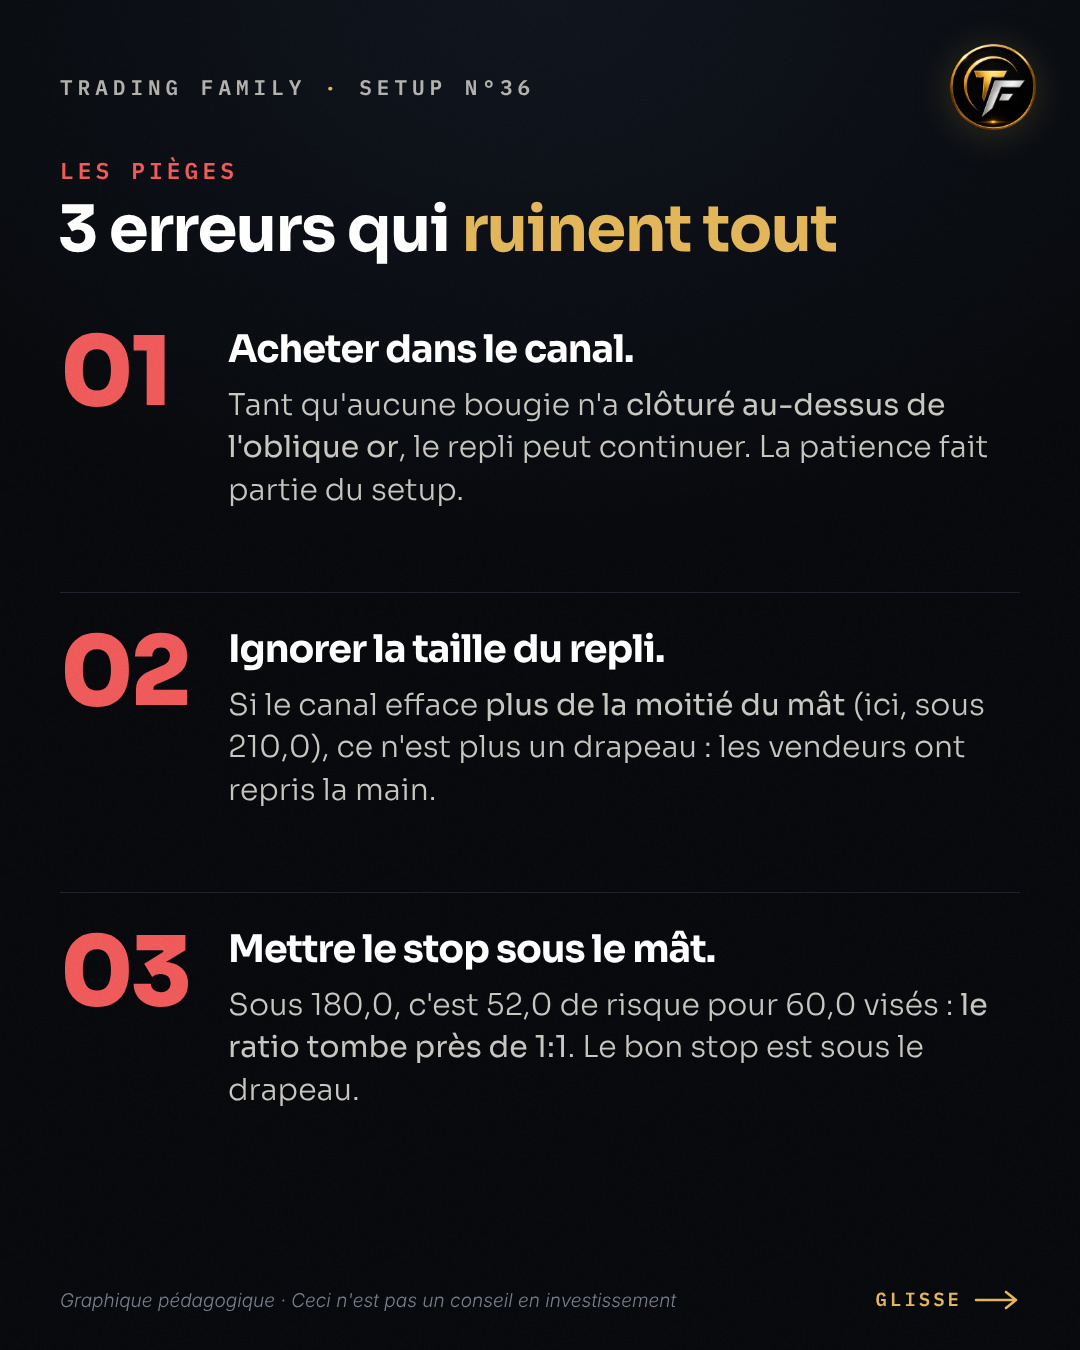 TRADING FAMILY · SETUP N°36
TF
LES PIÈGES
3 erreurs qui ruinent tout
01
Acheter dans le canal.
Tant qu'aucune bougie n'a clôturé au-dessus de
l'oblique or, le repli peut continuer. La patience fait
partie du setup.
02
Ignorer la taille du repli.
Si le canal efface plus de la moitié du mât (ici, sous
210,0), ce n'est plus un drapeau : les vendeurs ont
repris la main.
03
Mettre le stop sous le mât.
Sous 180,0, c'est 52,0 de risque pour 60,0 visés : le
ratio tombe près de 1:1. Le bon stop est sous le
drapeau.
Graphique pédagogique · Ceci n'est pas un conseil en investissement
GLISSE →